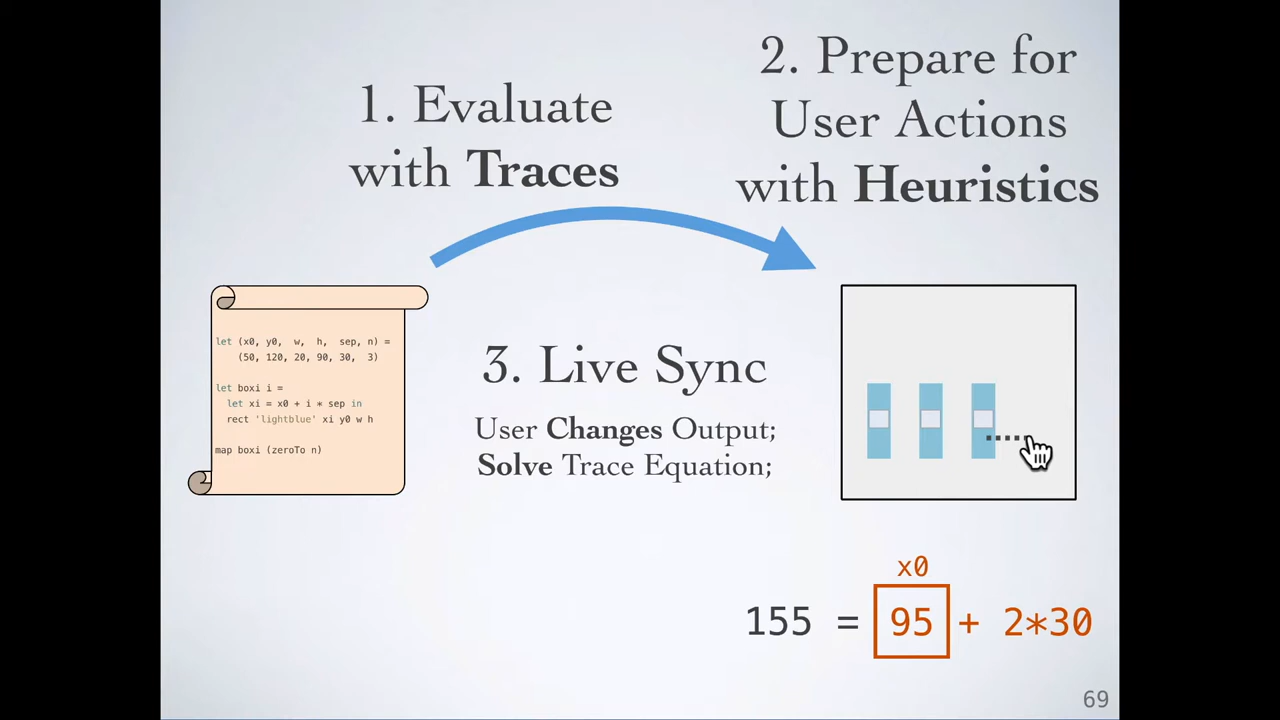 1. Evaluate
with Traces
2. Prepare for
User Actions
with Heuristics
let (x0, y0, w, h, sep, n) =
(50, 120, 20, 90, 30, 3)
let boxi i =
let xi = x0 + i * sep in
rect 'lightblue' xi y0 w h
map boxi (zeroTo n)
3. Live Sync
User Changes Output;
Solve Trace Equation;
x0
155 = 95 + 2*30
69